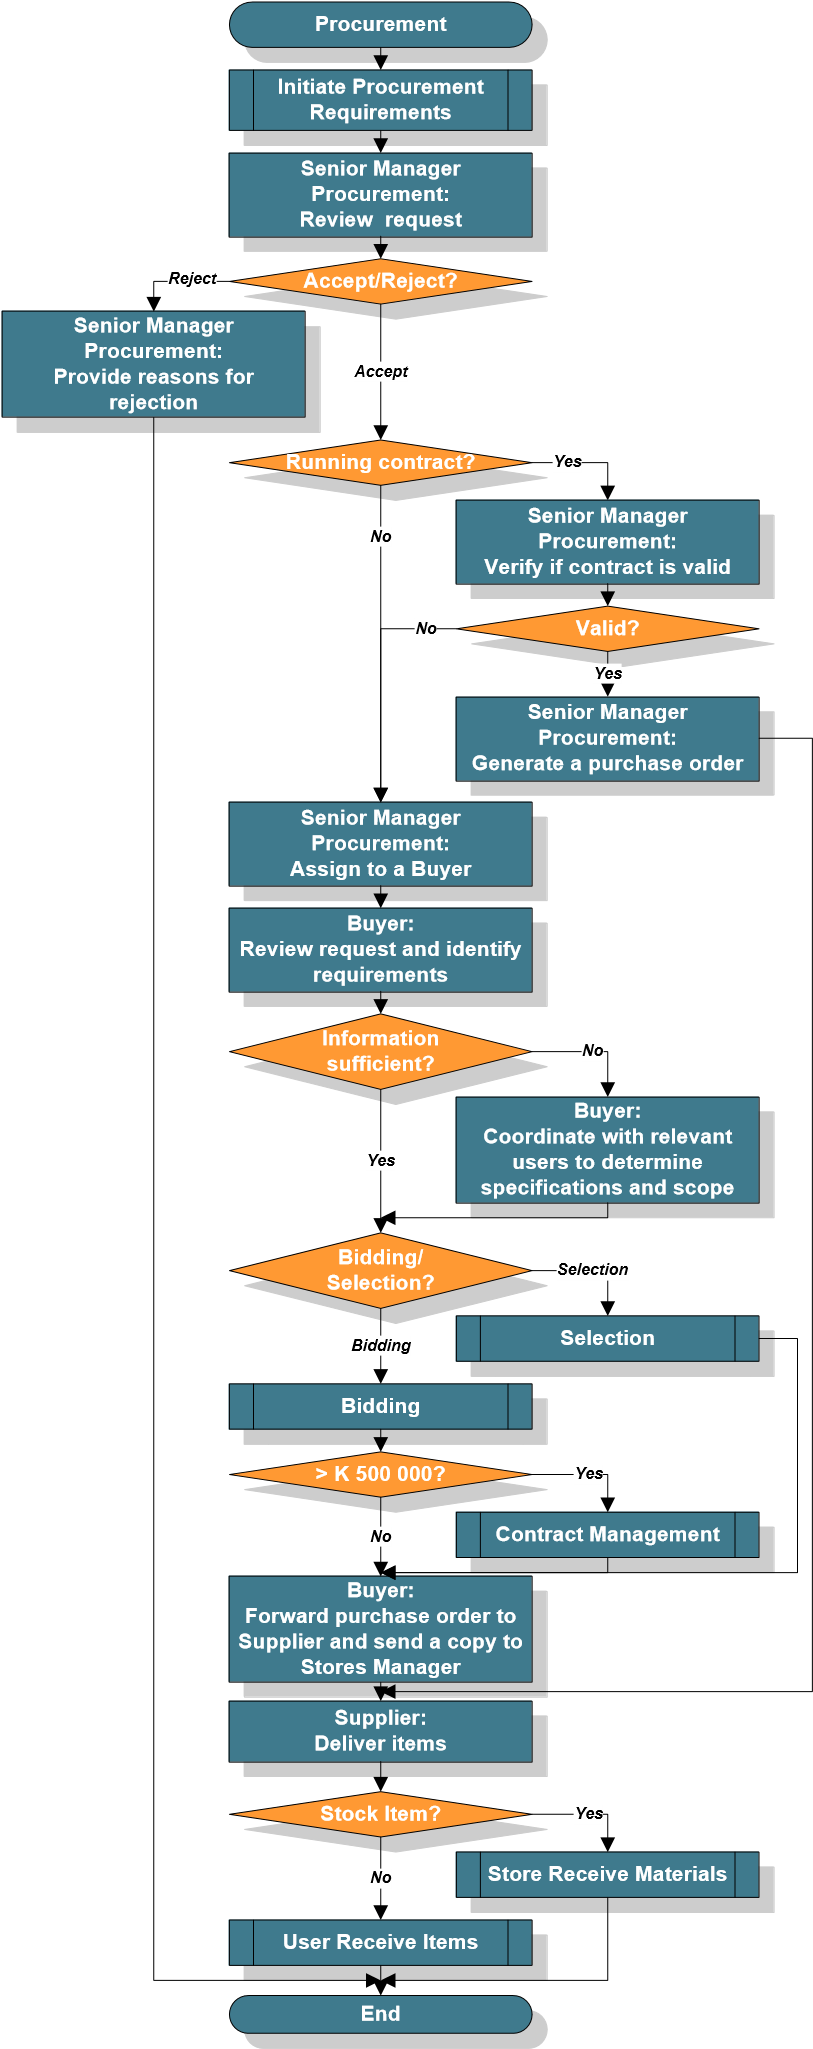 Procurement
Initiate Procurement
Requirements
Senior Manager
Procurement:
Review request
Accept/Reject?
Reject
Senior Manager
Procurement:
Provide reasons for
rejection
Accept
Running contract?
Yes
No
Senior Manager
Procurement:
Verify if contract is valid
Valid?
No
Yes
Senior Manager
Procurement:
Generate a purchase order
Senior Manager
Procurement:
Assign to a Buyer
Buyer:
Review request and identify
requirements
Information
sufficient?
No
Buyer:
Coordinate with relevant
users to determine
specifications and scope
Yes
Bidding/
Selection?
Selection
Selection
Bidding
Bidding
> K 500 000?
Yes
Contract Management
No
Buyer:
Forward purchase order to
Supplier and send a copy to
Stores Manager
Supplier:
Deliver items
Stock Item?
Yes
Store Receive Materials
No
User Receive Items
End